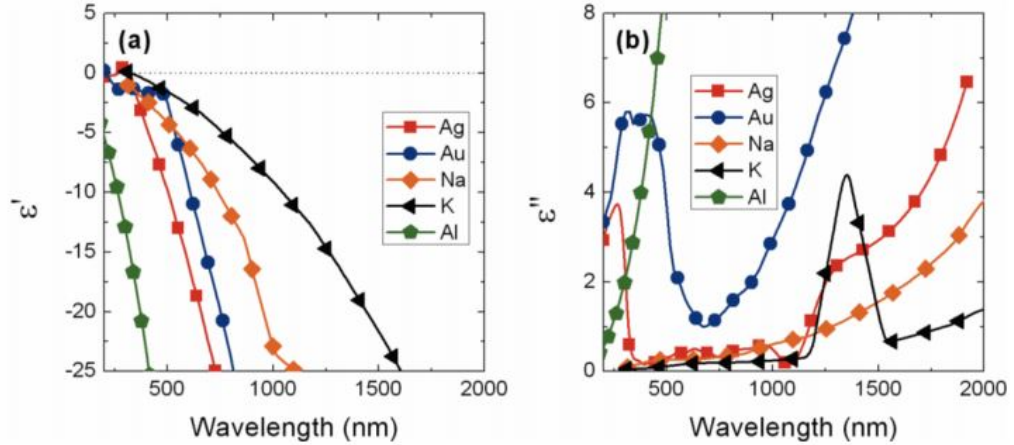 (a)
5
0
-5
-10
-15
-20
-25
500
1000
1500
2000
ε'
Wavelength (nm)
Ag
Au
Na
K
Al
(b)
8
6
4
2
0
500
1000
1500
2000
ε''
Wavelength (nm)
Ag
Au
Na
K
Al